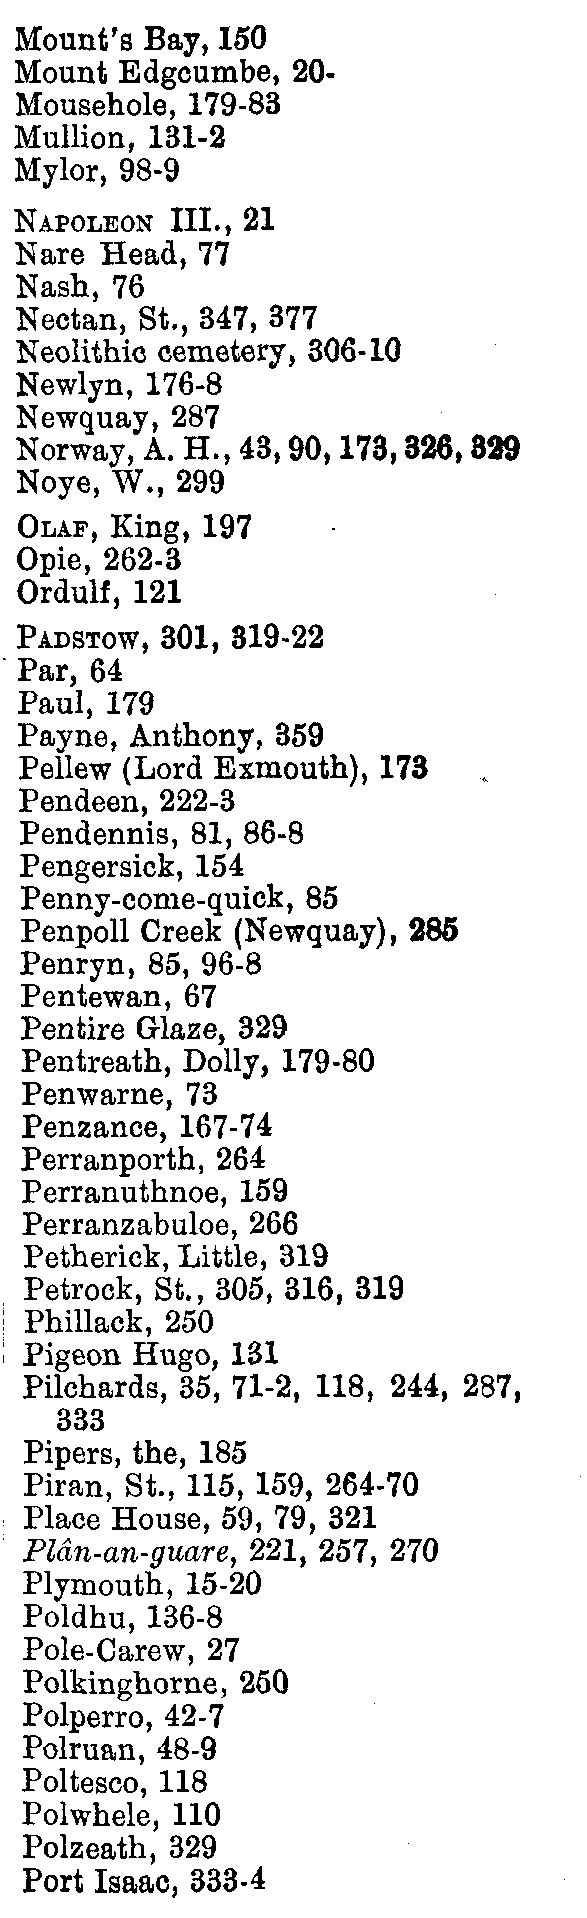 Mount's Bay, 150
Mount Edgcumbe, 20-
Mousehole, 179-83
Mullion, 131-2
Mylor, 98-9
NAPOLEON III., 21
Nare Head, 77
Nash, 76
Nectan, St., 347, 377
Neolithic cemetery, 306-10
Newlyn, 176-8
Newquay, 287
Norway, A. H., 43, 90, 173, 326, 329
Noye, W., 299
OLAF, King, 197
Opie, 262-3
Ordulf, 121
PADSTOW, 301, 319-22
Par, 64
Paul, 179
Payne, Anthony, 359
Pellew (Lord Exmouth), 173
Pendeen, 222-3
Pendennis, 81, 86-8
Pengersick, 154
Penny-come-quick, 85
Penpoll Creek (Newquay), 285
Penryn, 85, 96-8
Pentewan, 67
Pentire Glaze, 329
Pentreath, Dolly, 179-80
Penwarne, 73
Penzance, 167-74
Perranporth, 264
Perranuthnoe, 159
Perranzabuloe, 266
Petherick, Little, 319
Petrock, St., 305, 316, 319
Phillack, 250
Pigeon Hugo, 131
Pilchards, 35, 71-2, 118, 244, 287,
333
Pipers, the, 185
Piran, St., 115, 159, 264-70
Place House, 59, 79, 321
Plân-an-guare, 221, 257, 270
Plymouth, 15-20
Poldhu, 136-8
Pole-Carew, 27
Polkinghorne, 250
Polperro, 42-7
Polruan, 48-9
Poltesco, 118
Polwhele, 110
Polzeath, 329
Port Isaac, 333-4